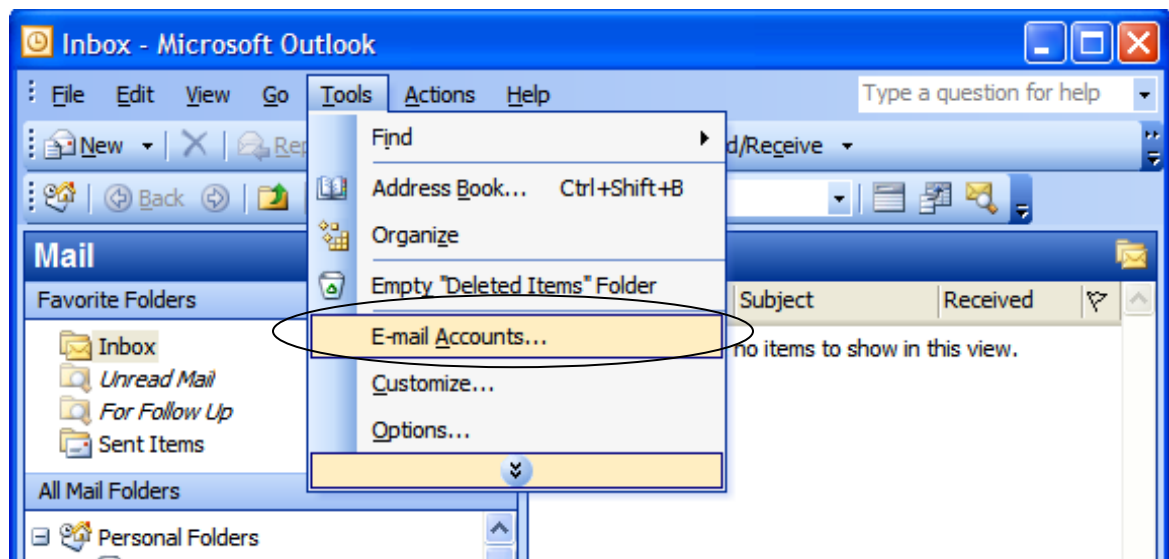 Inbox - Microsoft Outlook
File Edit View Go Tools Actions Help Type a question for help
New
Find
d/Receive
Back
Address Book... Ctrl+Shift+B
Organize
Mail
Empty "Deleted Items" Folder
Favorite Folders
Subject Received
E-mail Accounts...
Inbox
no items to show in this view.
Unread Mail
Customize...
For Follow Up
Options...
Sent Items
All Mail Folders
Personal Folders